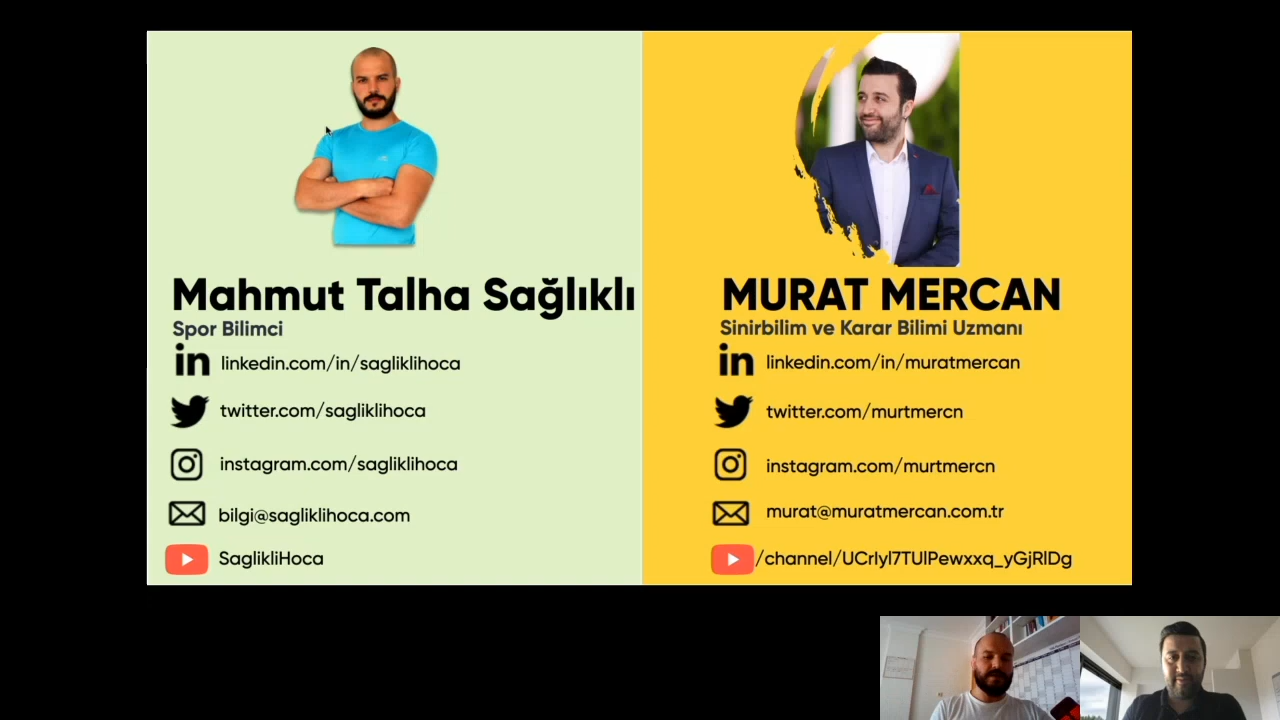 Mahmut Talha Sağlıklı
Spor Bilimci
linkedin.com/in/sagliklihoca
twitter.com/sagliklihoca
instagram.com/sagliklihoca
bilgi@sagliklihoca.com
SaglikliHoca
MURAT MERCAN
Sinirbilim ve Karar Bilimi Uzmanı
linkedin.com/in/muratmercan
twitter.com/murtmercn
instagram.com/murtmercn
murat@muratmercan.com.tr
/channel/UCrIyl7TUlPewxxq_yGjRlDg